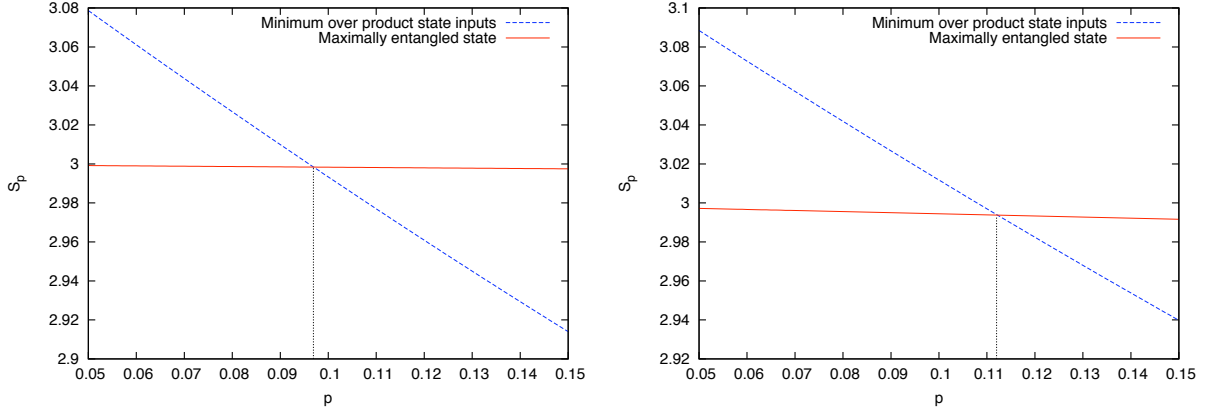 Minimum over product state inputs
Maximally entangled state
3.08
3.06
3.04
3.02
3
2.98
2.96
2.94
2.92
2.9
S_p
0.05 0.06 0.07 0.08 0.09 0.1 0.11 0.12 0.13 0.14 0.15
p
Minimum over product state inputs
Maximally entangled state
3.1
3.08
3.06
3.04
3.02
3
2.98
2.96
2.94
2.92
S_p
0.05 0.06 0.07 0.08 0.09 0.1 0.11 0.12 0.13 0.14 0.15
p